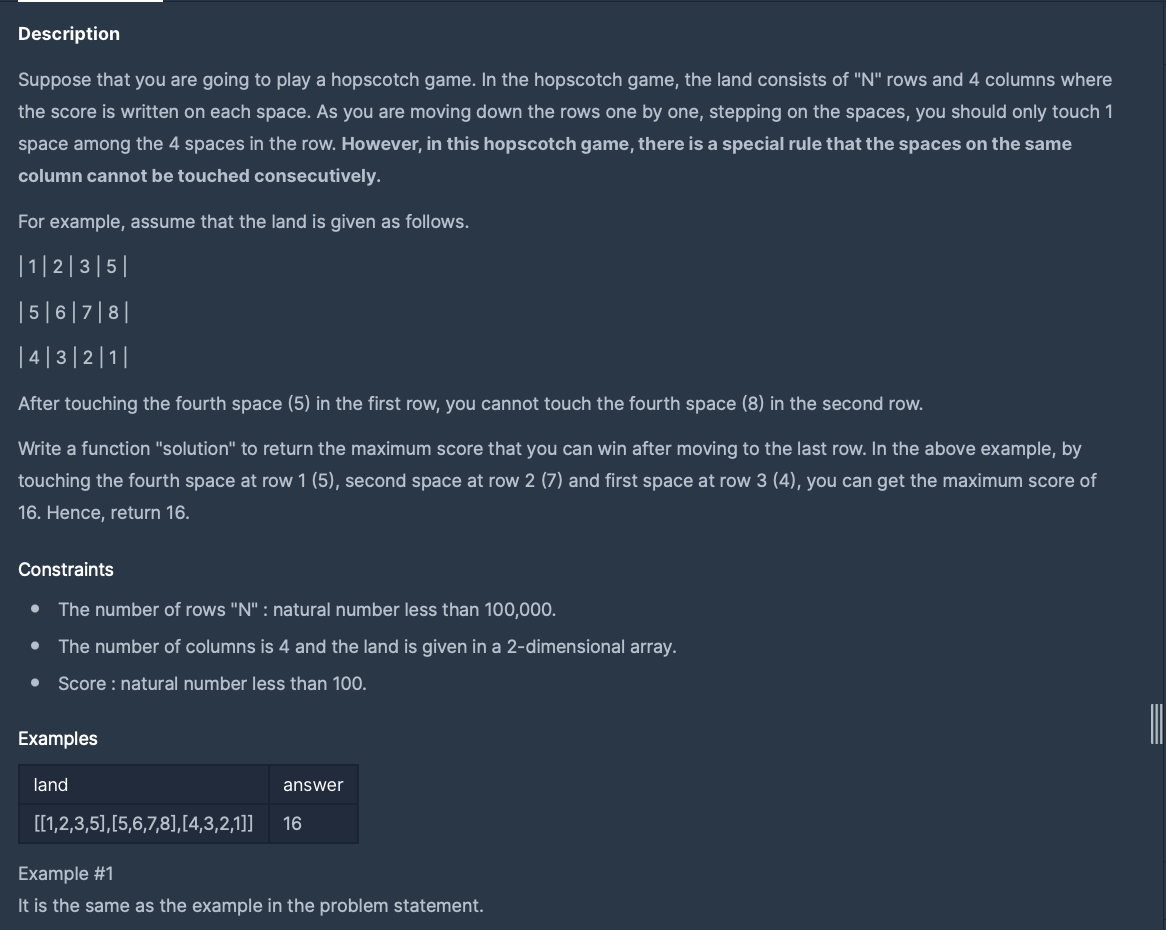 Description
Suppose that you are going to play a hopscotch game. In the hopscotch game, the land consists of "N" rows and 4 columns where
the score is written on each space. As you are moving down the rows one by one, stepping on the spaces, you should only touch 1
space among the 4 spaces in the row. However, in this hopscotch game, there is a special rule that the spaces on the same
column cannot be touched consecutively.
For example, assume that the land is given as follows.
| 1 | 2 | 3 | 5 |
| 5 | 6 | 7 | 8 |
| 4 | 3 | 2 | 1 |
After touching the fourth space (5) in the first row, you cannot touch the fourth space (8) in the second row.
Write a function "solution" to return the maximum score that you can win after moving to the last row. In the above example, by
touching the fourth space at row 1 (5), second space at row 2 (7) and first space at row 3 (4), you can get the maximum score of
16. Hence, return 16.
Constraints
• The number of rows "N" : natural number less than 100,000.
• The number of columns is 4 and the land is given in a 2-dimensional array.
• Score : natural number less than 100.
Examples
land answer
[[1,2,3,5],[5,6,7,8],[4,3,2,1]] 16
Example #1
It is the same as the example in the problem statement.